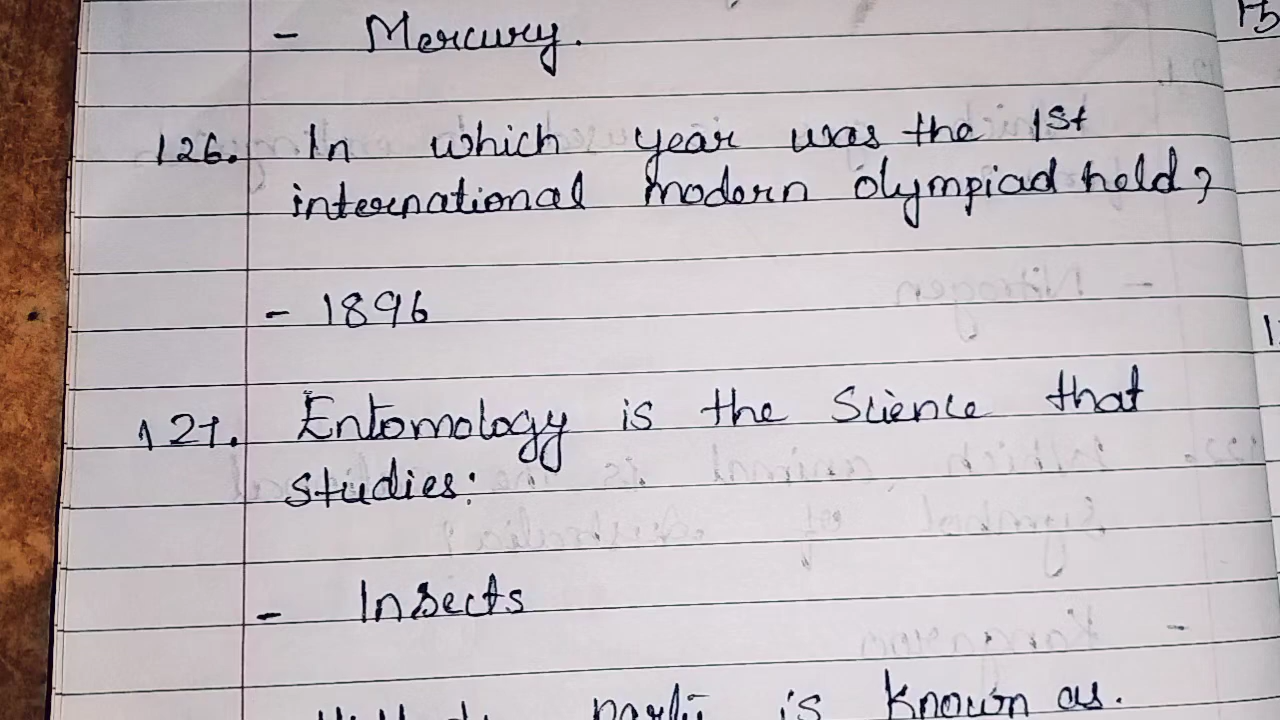 - Mercury.
126. In which year was the 1st
international modern olympiad held?
- 1896
127. Entomology is the Science that
studies:
- Insects
is known as.